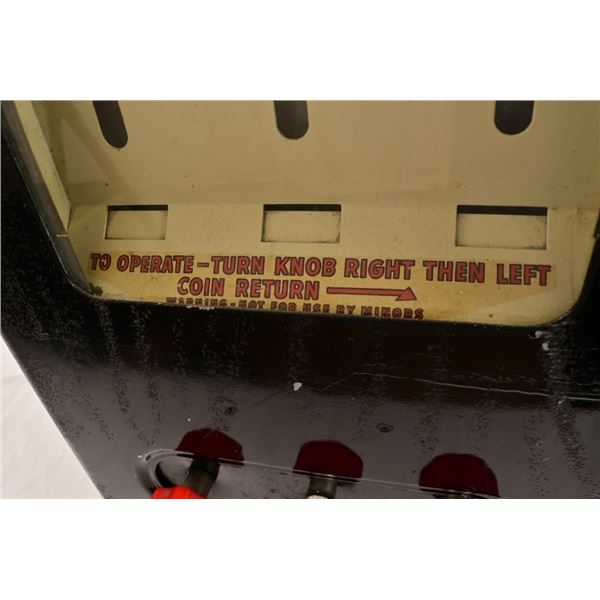 TO OPERATE - TURN KNOB RIGHT THEN LEFT
COIN RETURN
WARNING - NOT FOR USE BY MINORS